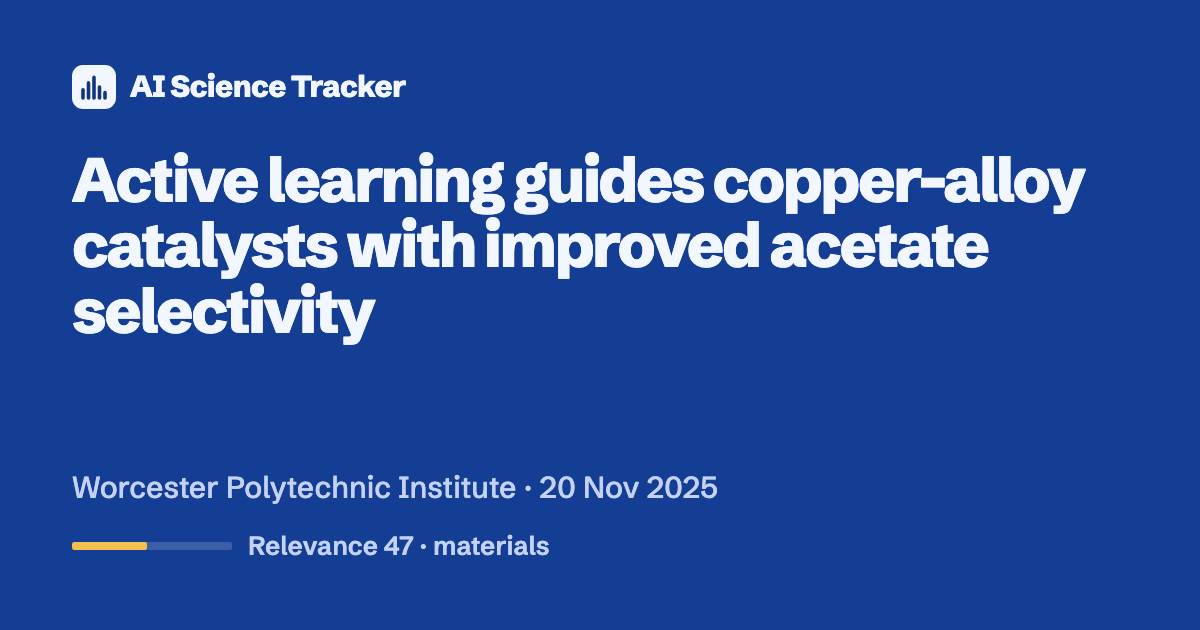 AI Science Tracker
Active learning guides copper-alloy
catalysts with improved acetate
selectivity
Worcester Polytechnic Institute · 20 Nov 2025
Relevance 47 · materials